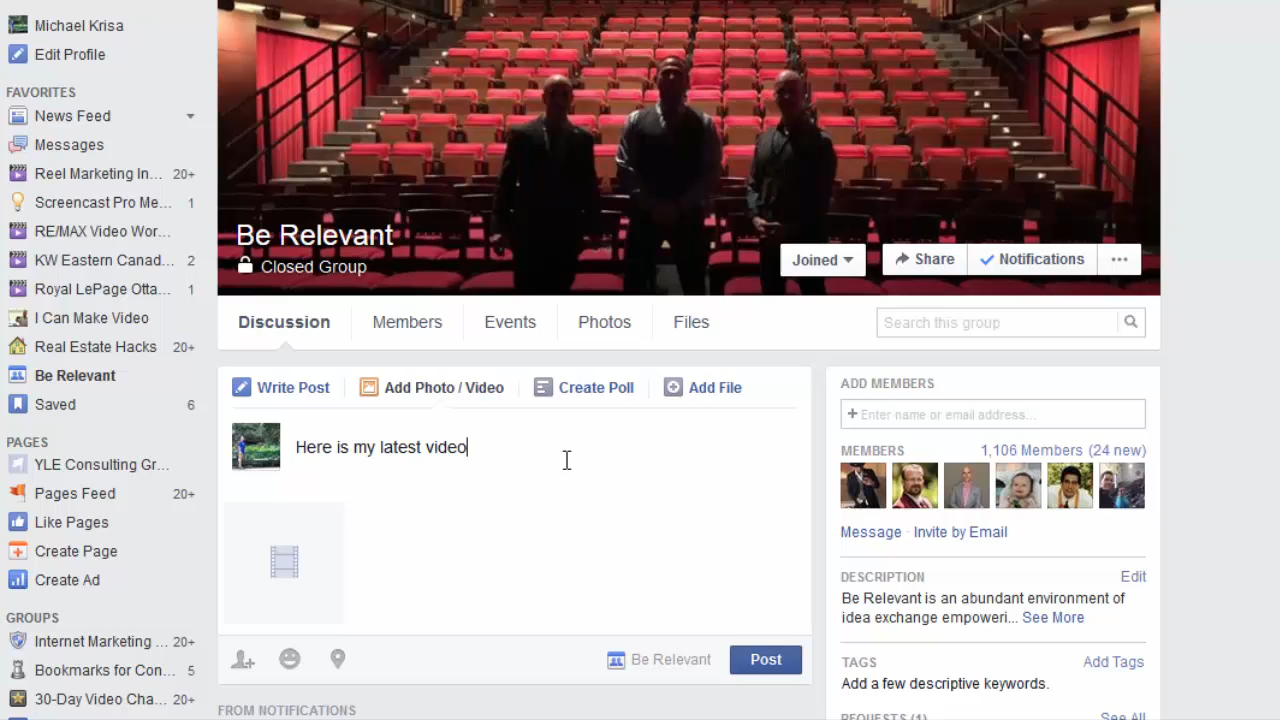 Michael Krisa
Edit Profile
FAVORITES
News Feed
Messages
Reel Marketing In... 20+
Screencast Pro Me... 1
RE/MAX Video Wor...
KW Eastern Canad... 2
Royal LePage Otta... 1
I Can Make Video
Real Estate Hacks 20+
Be Relevant
Saved 6
PAGES
YLE Consulting Gr...
Pages Feed 20+
Like Pages
Create Page
Create Ad
GROUPS
Internet Marketing ... 20+
Bookmarks for Con... 5
30-Day Video Cha... 20+
Be Relevant
Closed Group
Joined
Share
Notifications
Discussion
Members
Events
Photos
Files
Search this group
Write Post
Add Photo / Video
Create Poll
Add File
Here is my latest video
Be Relevant
Post
FROM NOTIFICATIONS
ADD MEMBERS
+ Enter name or email address...
MEMBERS 1,106 Members (24 new)
Message · Invite by Email
DESCRIPTION Edit
Be Relevant is an abundant environment of
idea exchange empoweri... See More
TAGS Add Tags
Add a few descriptive keywords.
REQUESTS (1) See All